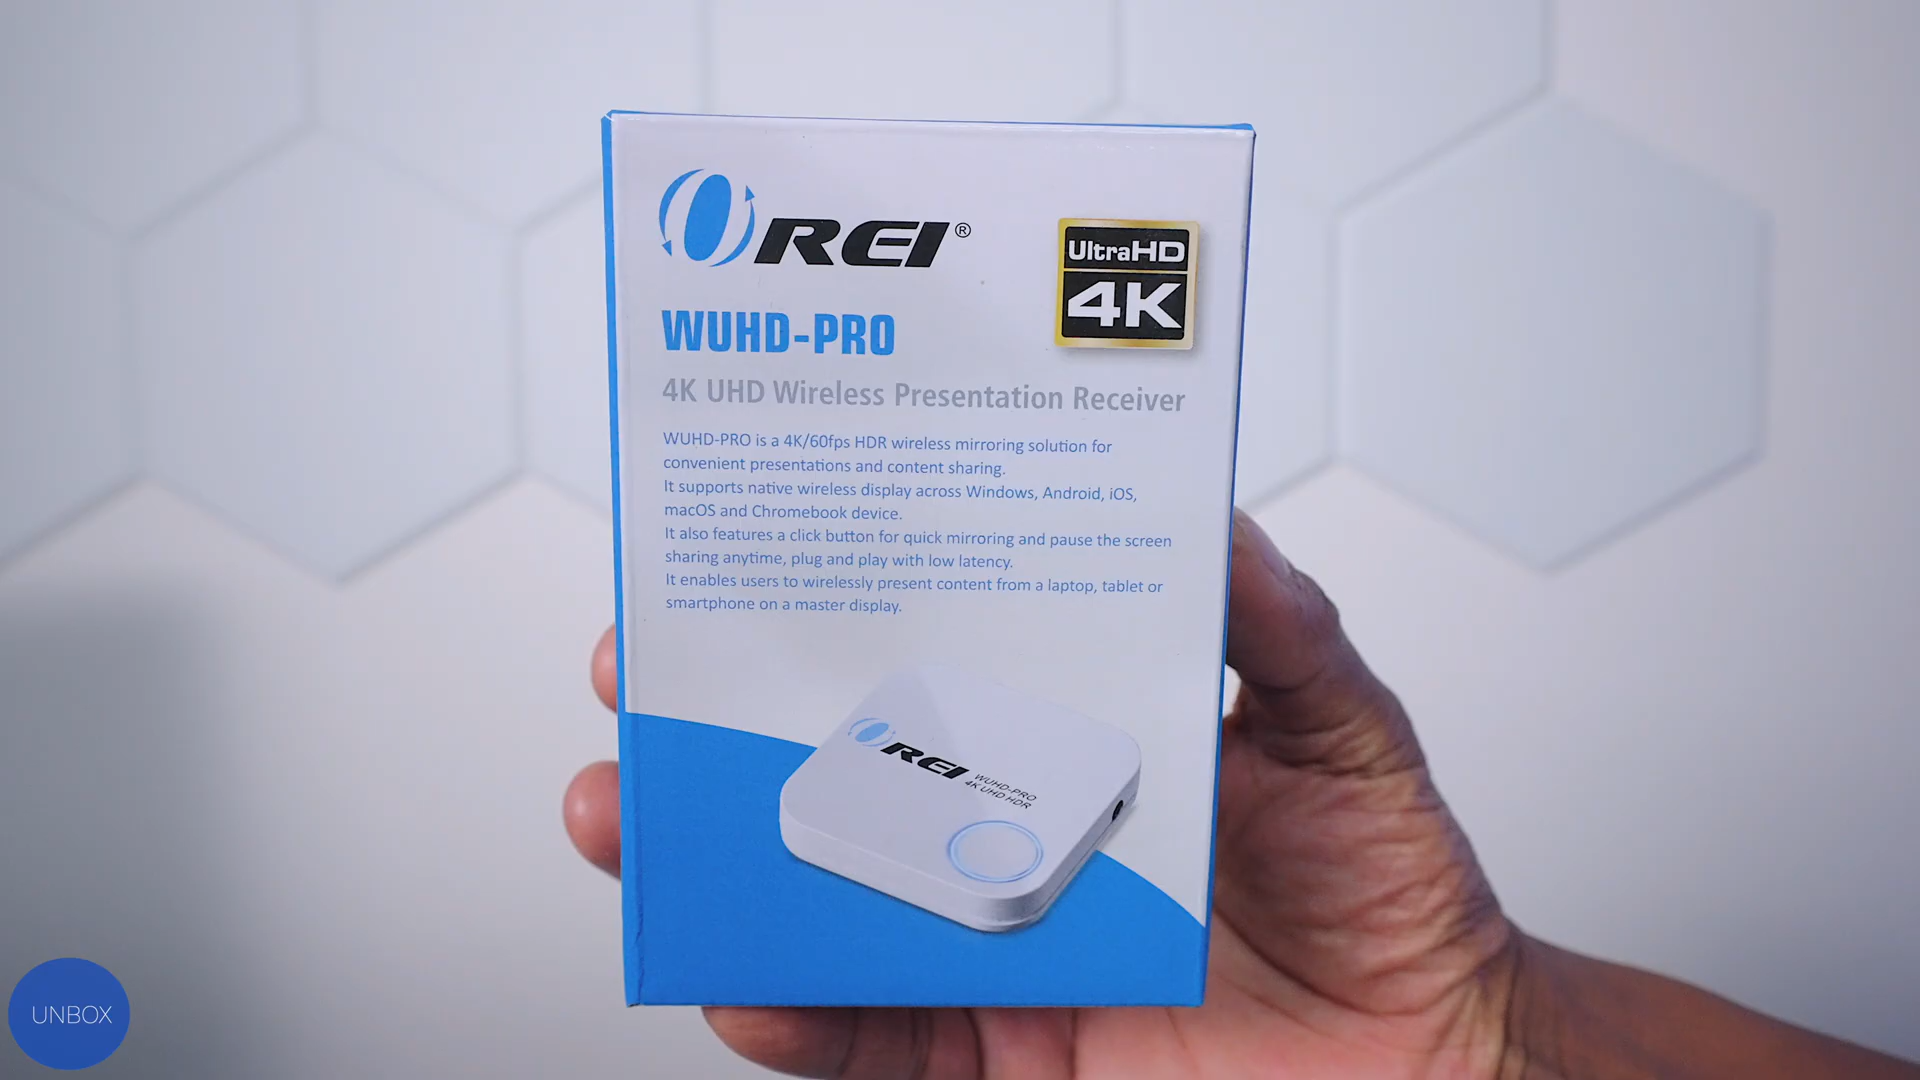 OREI®
UltraHD
4K
WUHD-PRO
4K UHD Wireless Presentation Receiver
WUHD-PRO is a 4K/60fps HDR wireless mirroring solution for
convenient presentations and content sharing.
It supports native wireless display across Windows, Android, iOS,
macOS and Chromebook device.
It also features a click button for quick mirroring and pause the screen
sharing anytime, plug and play with low latency.
It enables users to wirelessly present content from a laptop, tablet or
smartphone on a master display.
OREI
WUHD-PRO
4K UHD HDR
UNBOX